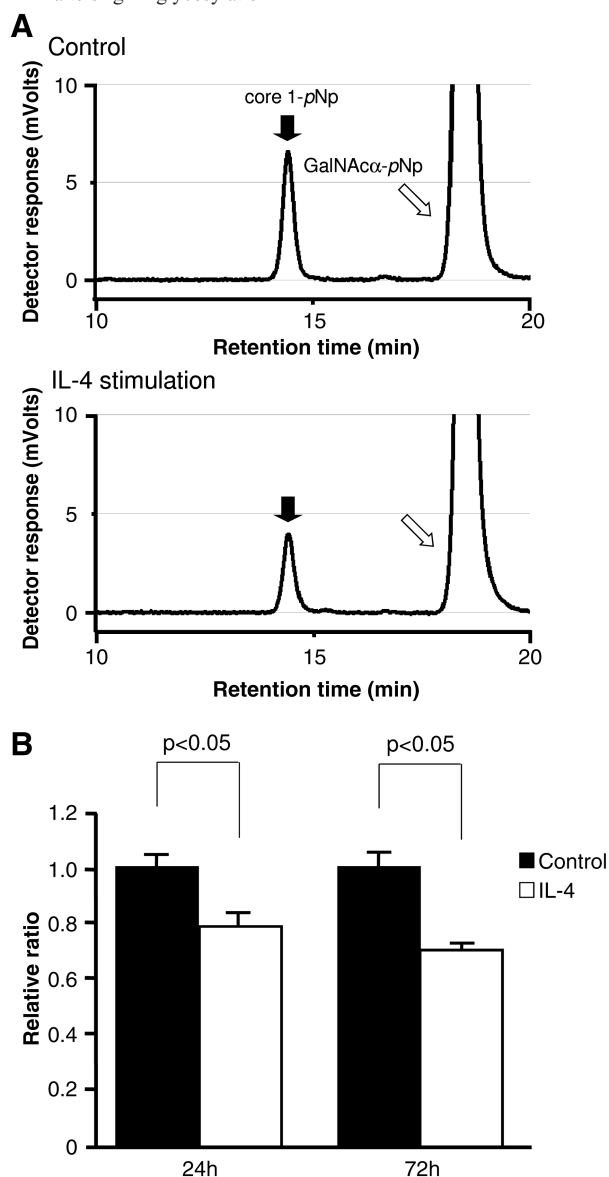 A
Control
Detector response (mVolts)
10
5
0
core 1-pNp
GalNAcα-pNp
10
15
20
Retention time (min)
IL-4 stimulation
Detector response (mVolts)
10
5
0
10
15
20
Retention time (min)
B
p<0.05
p<0.05
Relative ratio
1.2
1.0
0.8
0.6
0.4
0.2
0
Control
IL-4
24h
72h